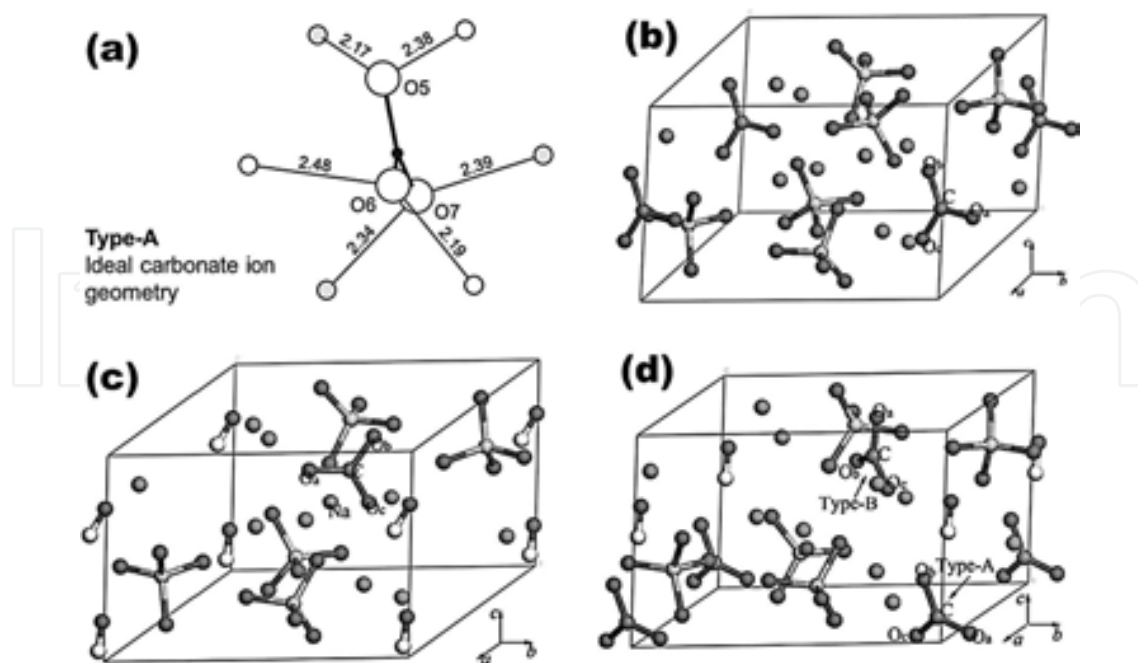 (a)
2.17
2.38
O5
2.48
2.39
O6
O7
2.34
2.19
Type-A
Ideal carbonate ion
geometry
(b)
C
c
a
b
(c)
C
Na
c
a
b
(d)
C
Type-B
Type-A
C
c
a
b